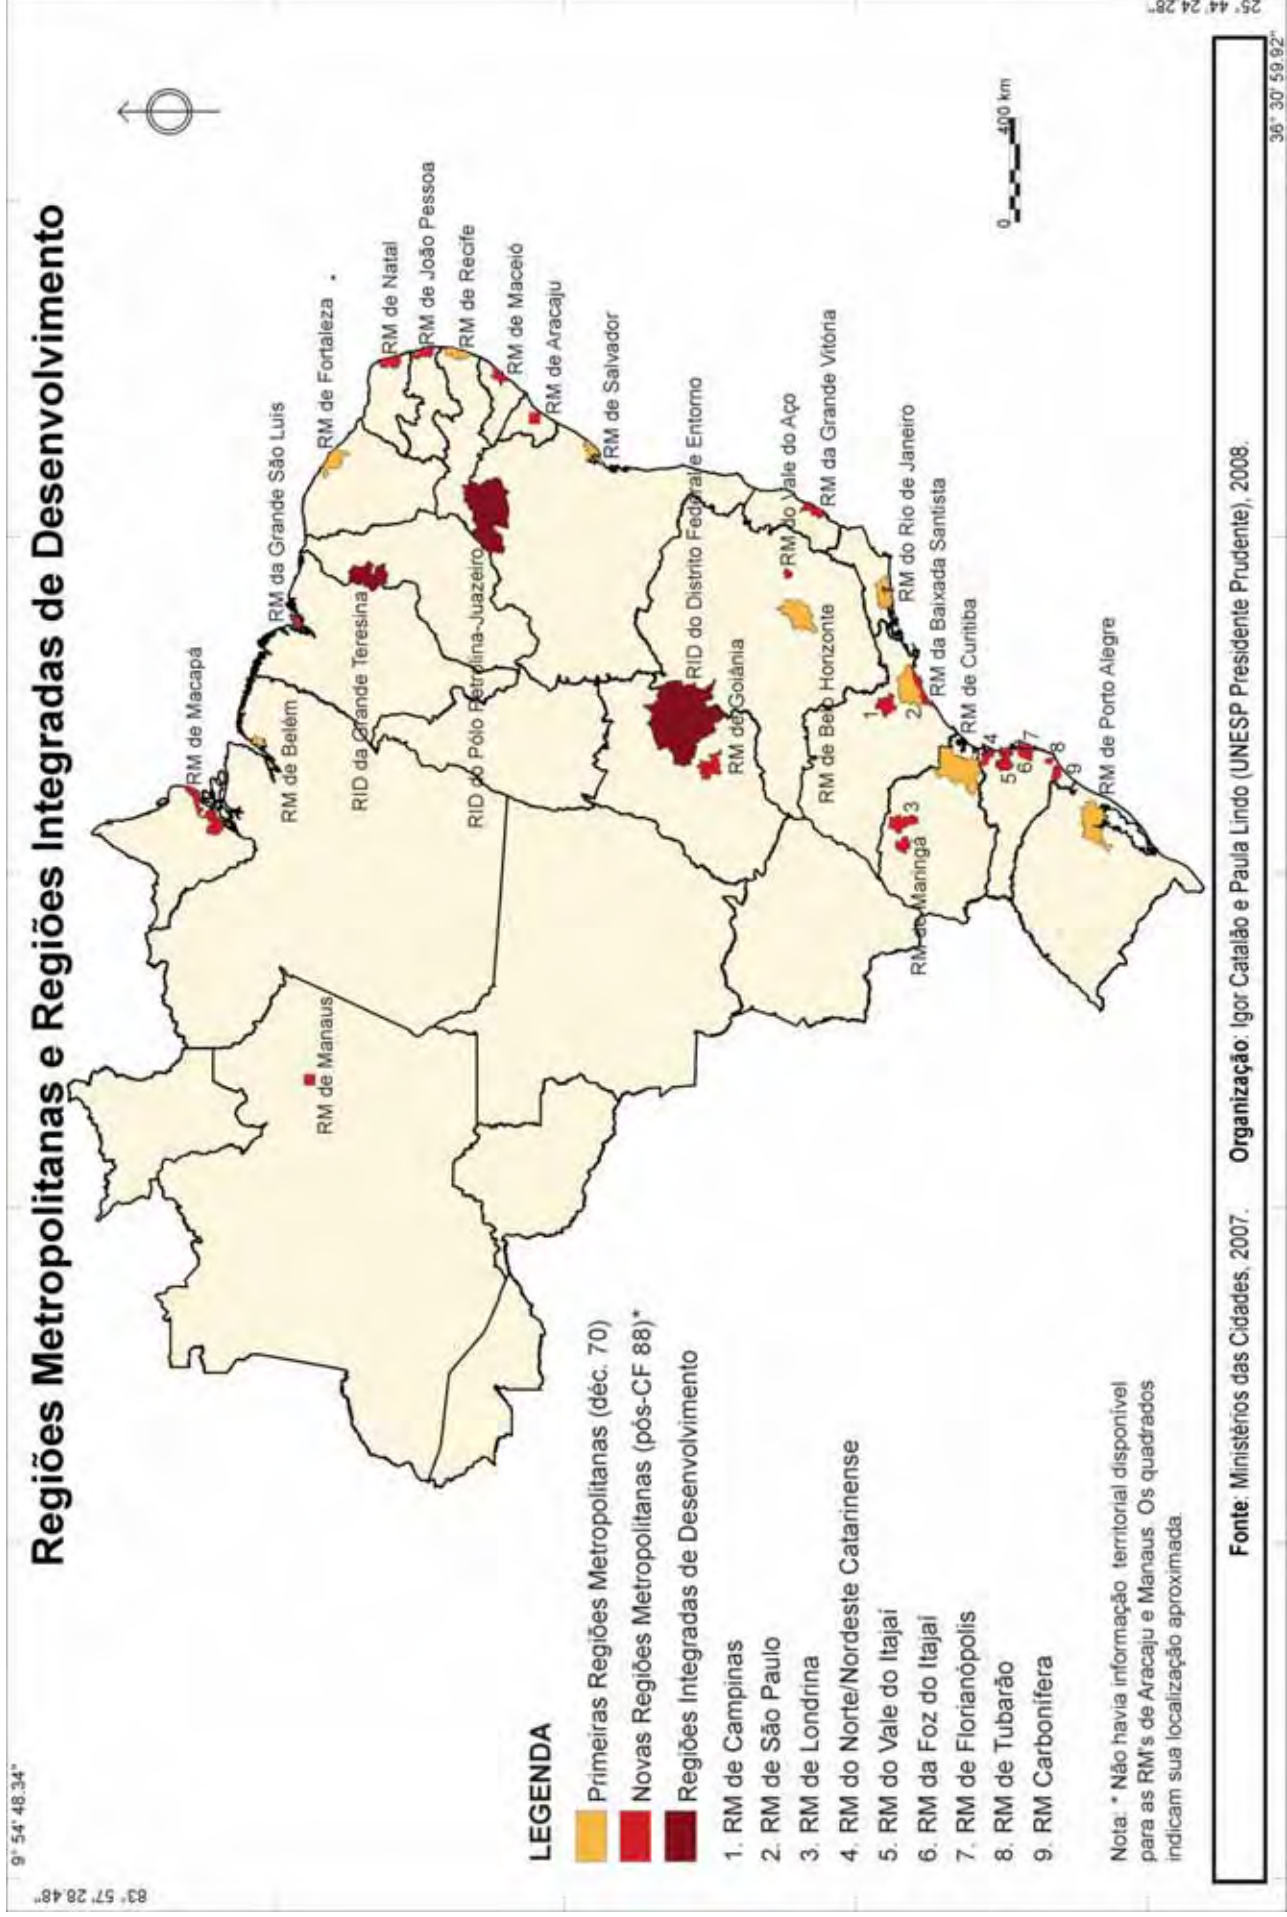 Regiões Metropolitanas e Regiões Integradas de Desenvolvimento
9° 54' 48.34"
83° 57' 28.48"
RM de Macapá
RM da Grande São Luis
RM de Fortaleza
RM de Natal
RM de João Pessoa
RM de Recife
RM de Maceió
RM de Aracaju
RM de Salvador
RM de Belém
RID da Grande Teresina
RID do Pólo Petrolina-Juazeiro
RM de Manaus
RID do Distrito Federal e Entorno
RM de Goiânia
RM do Vale do Aço
RM da Grande Vitória
RM de Belo Horizonte
RM do Rio de Janeiro
RM da Baixada Santista
RM de Curitiba
RM de Maringá
RM de Porto Alegre
1
2
3
4
5
6
7
8
9
0 400 km
LEGENDA
Primeiras Regiões Metropolitanas (déc. 70)
Novas Regiões Metropolitanas (pós-CF 88)*
Regiões Integradas de Desenvolvimento
1. RM de Campinas
2. RM de São Paulo
3. RM de Londrina
4. RM do Norte/Nordeste Catarinense
5. RM do Vale do Itajaí
6. RM da Foz do Itajaí
7. RM de Florianópolis
8. RM de Tubarão
9. RM Carbonífera
Nota: * Não havia informação territorial disponível
para as RM's de Aracaju e Manaus. Os quadrados
indicam sua localização aproximada.
Fonte: Ministérios das Cidades, 2007. Organização: Igor Catalão e Paula Lindo (UNESP Presidente Prudente), 2008.
36° 30' 59.92"
25° 44' 24.28"